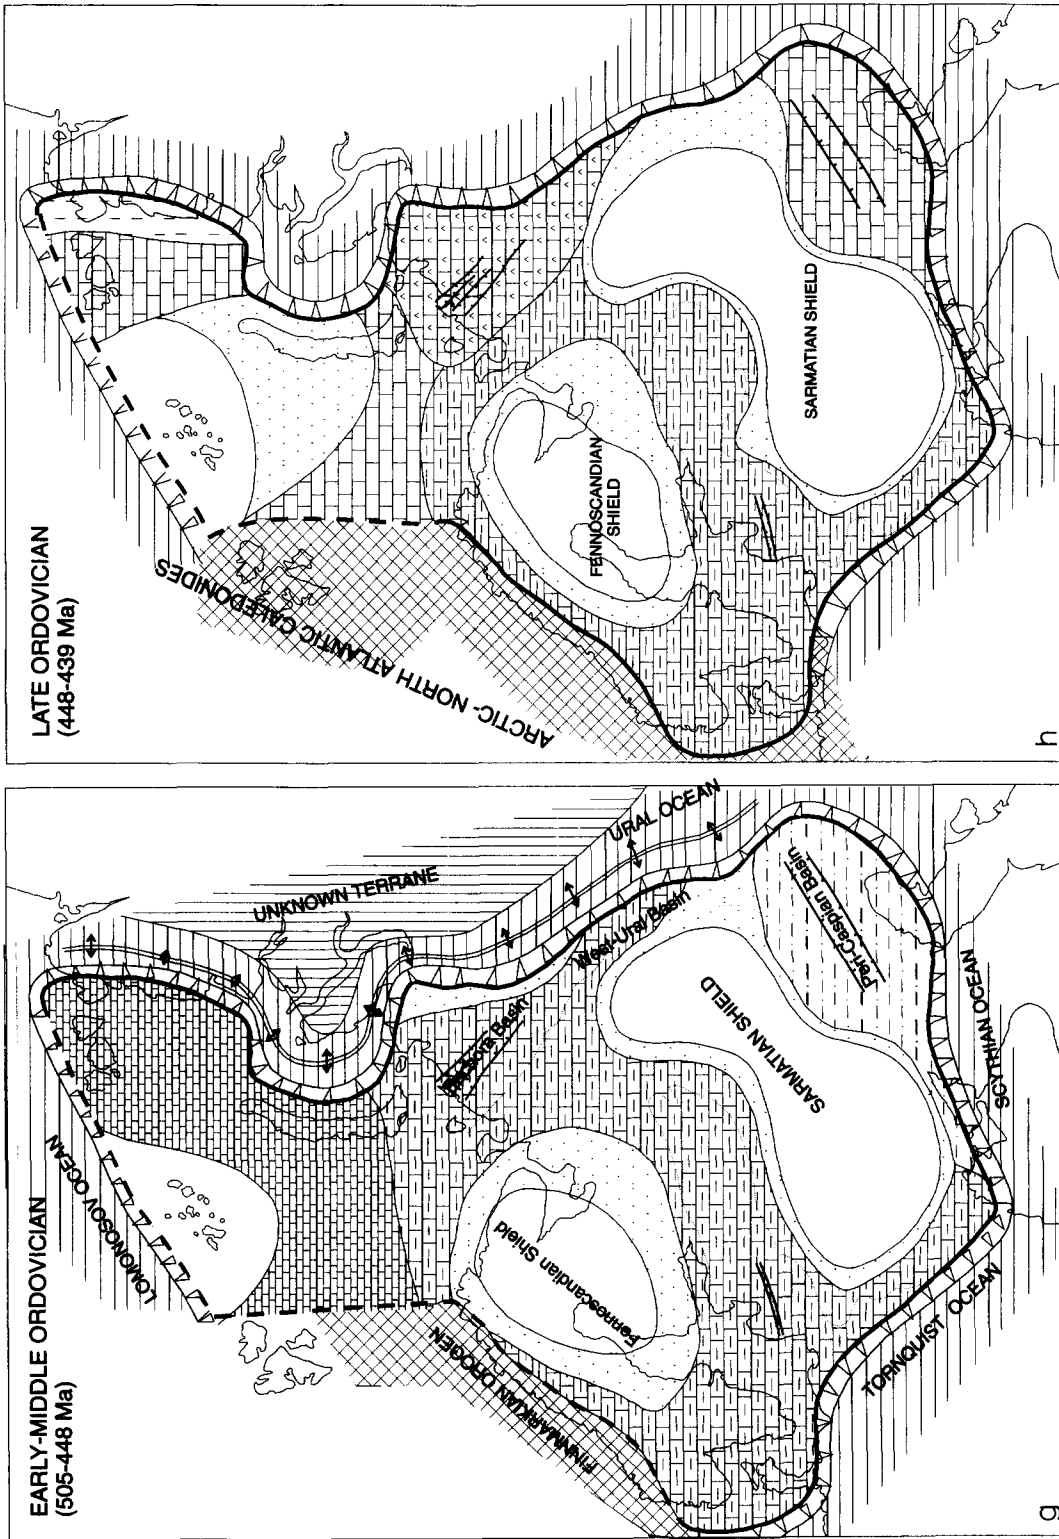 EARLY-MIDDLE ORDOVICIAN
(505-448 Ma)
LOMONOSOV OCEAN
UNKNOWN TERRANE
URAL OCEAN
FINNMARKIAN OROGEN
Fennoscandian Shield
Pechora Basin
West-Ural Basin
SARMATIAN SHIELD
Peri-Caspian Basin
TORNQUIST OCEAN
SCYTHIAN OCEAN
g
LATE ORDOVICIAN
(448-439 Ma)
ARCTIC- NORTH ATLANTIC CALEDONIDES
FENNOSCANDIAN
SHIELD
SARMATIAN SHIELD
h